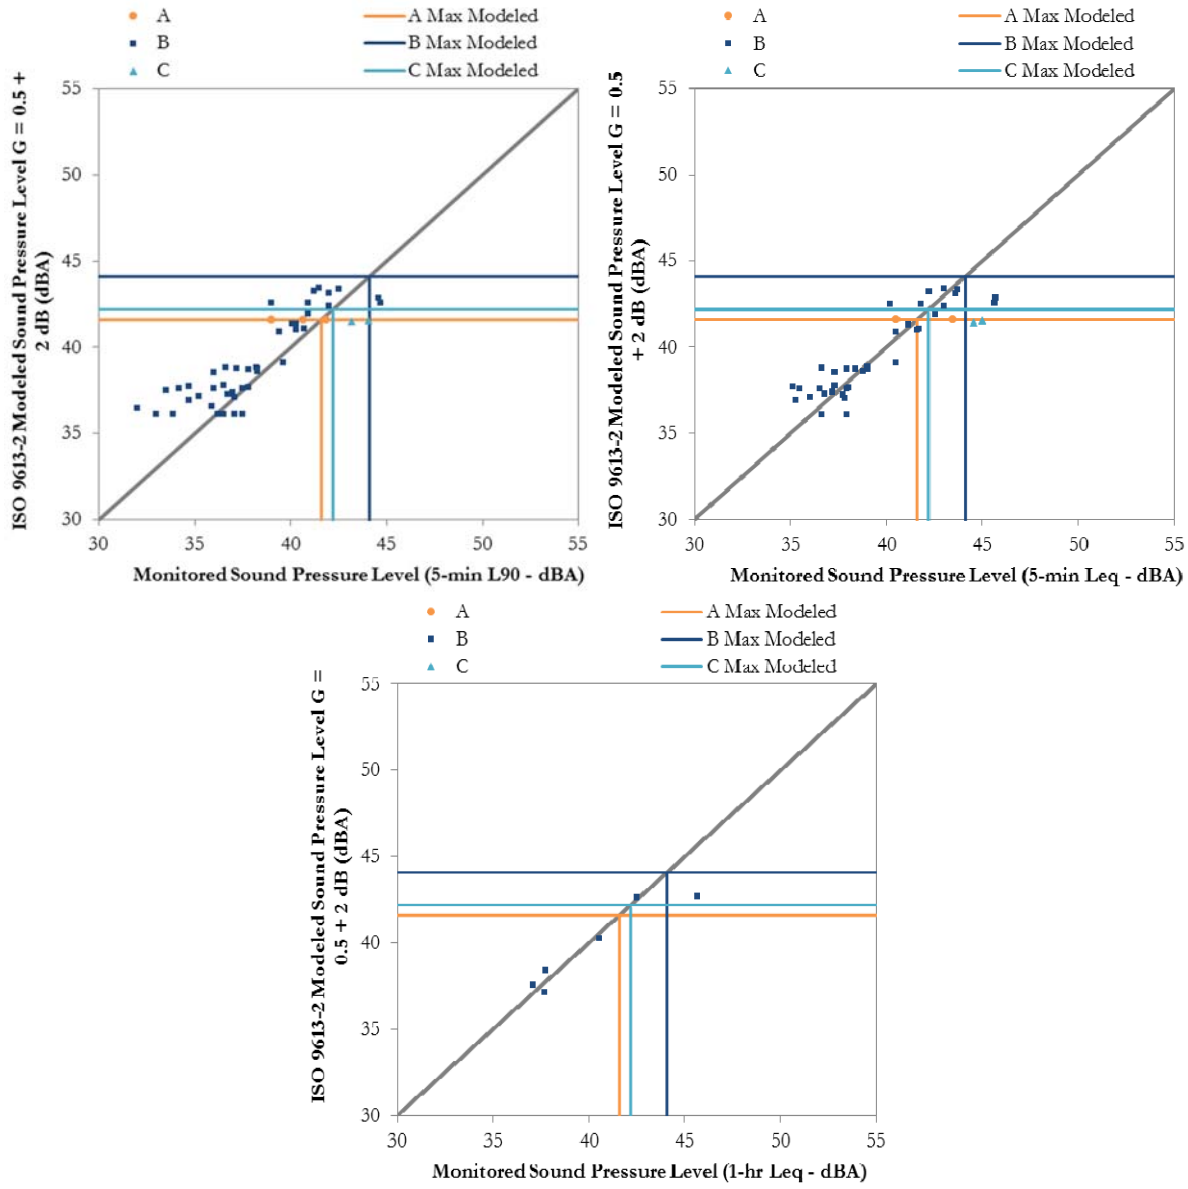 A
A Max Modeled
B
B Max Modeled
C
C Max Modeled
ISO 9613-2 Modeled Sound Pressure Level G = 0.5 +
2 dB (dBA)
55
50
45
40
35
30
30 35 40 45 50 55
Monitored Sound Pressure Level (5-min L90 - dBA)
A
A Max Modeled
B
B Max Modeled
C
C Max Modeled
ISO 9613-2 Modeled Sound Pressure Level G = 0.5
+ 2 dB (dBA)
55
50
45
40
35
30
30 35 40 45 50 55
Monitored Sound Pressure Level (5-min Leq - dBA)
A
A Max Modeled
B
B Max Modeled
C
C Max Modeled
ISO 9613-2 Modeled Sound Pressure Level G =
0.5 + 2 dB (dBA)
55
50
45
40
35
30
30 35 40 45 50 55
Monitored Sound Pressure Level (1-hr Leq - dBA)